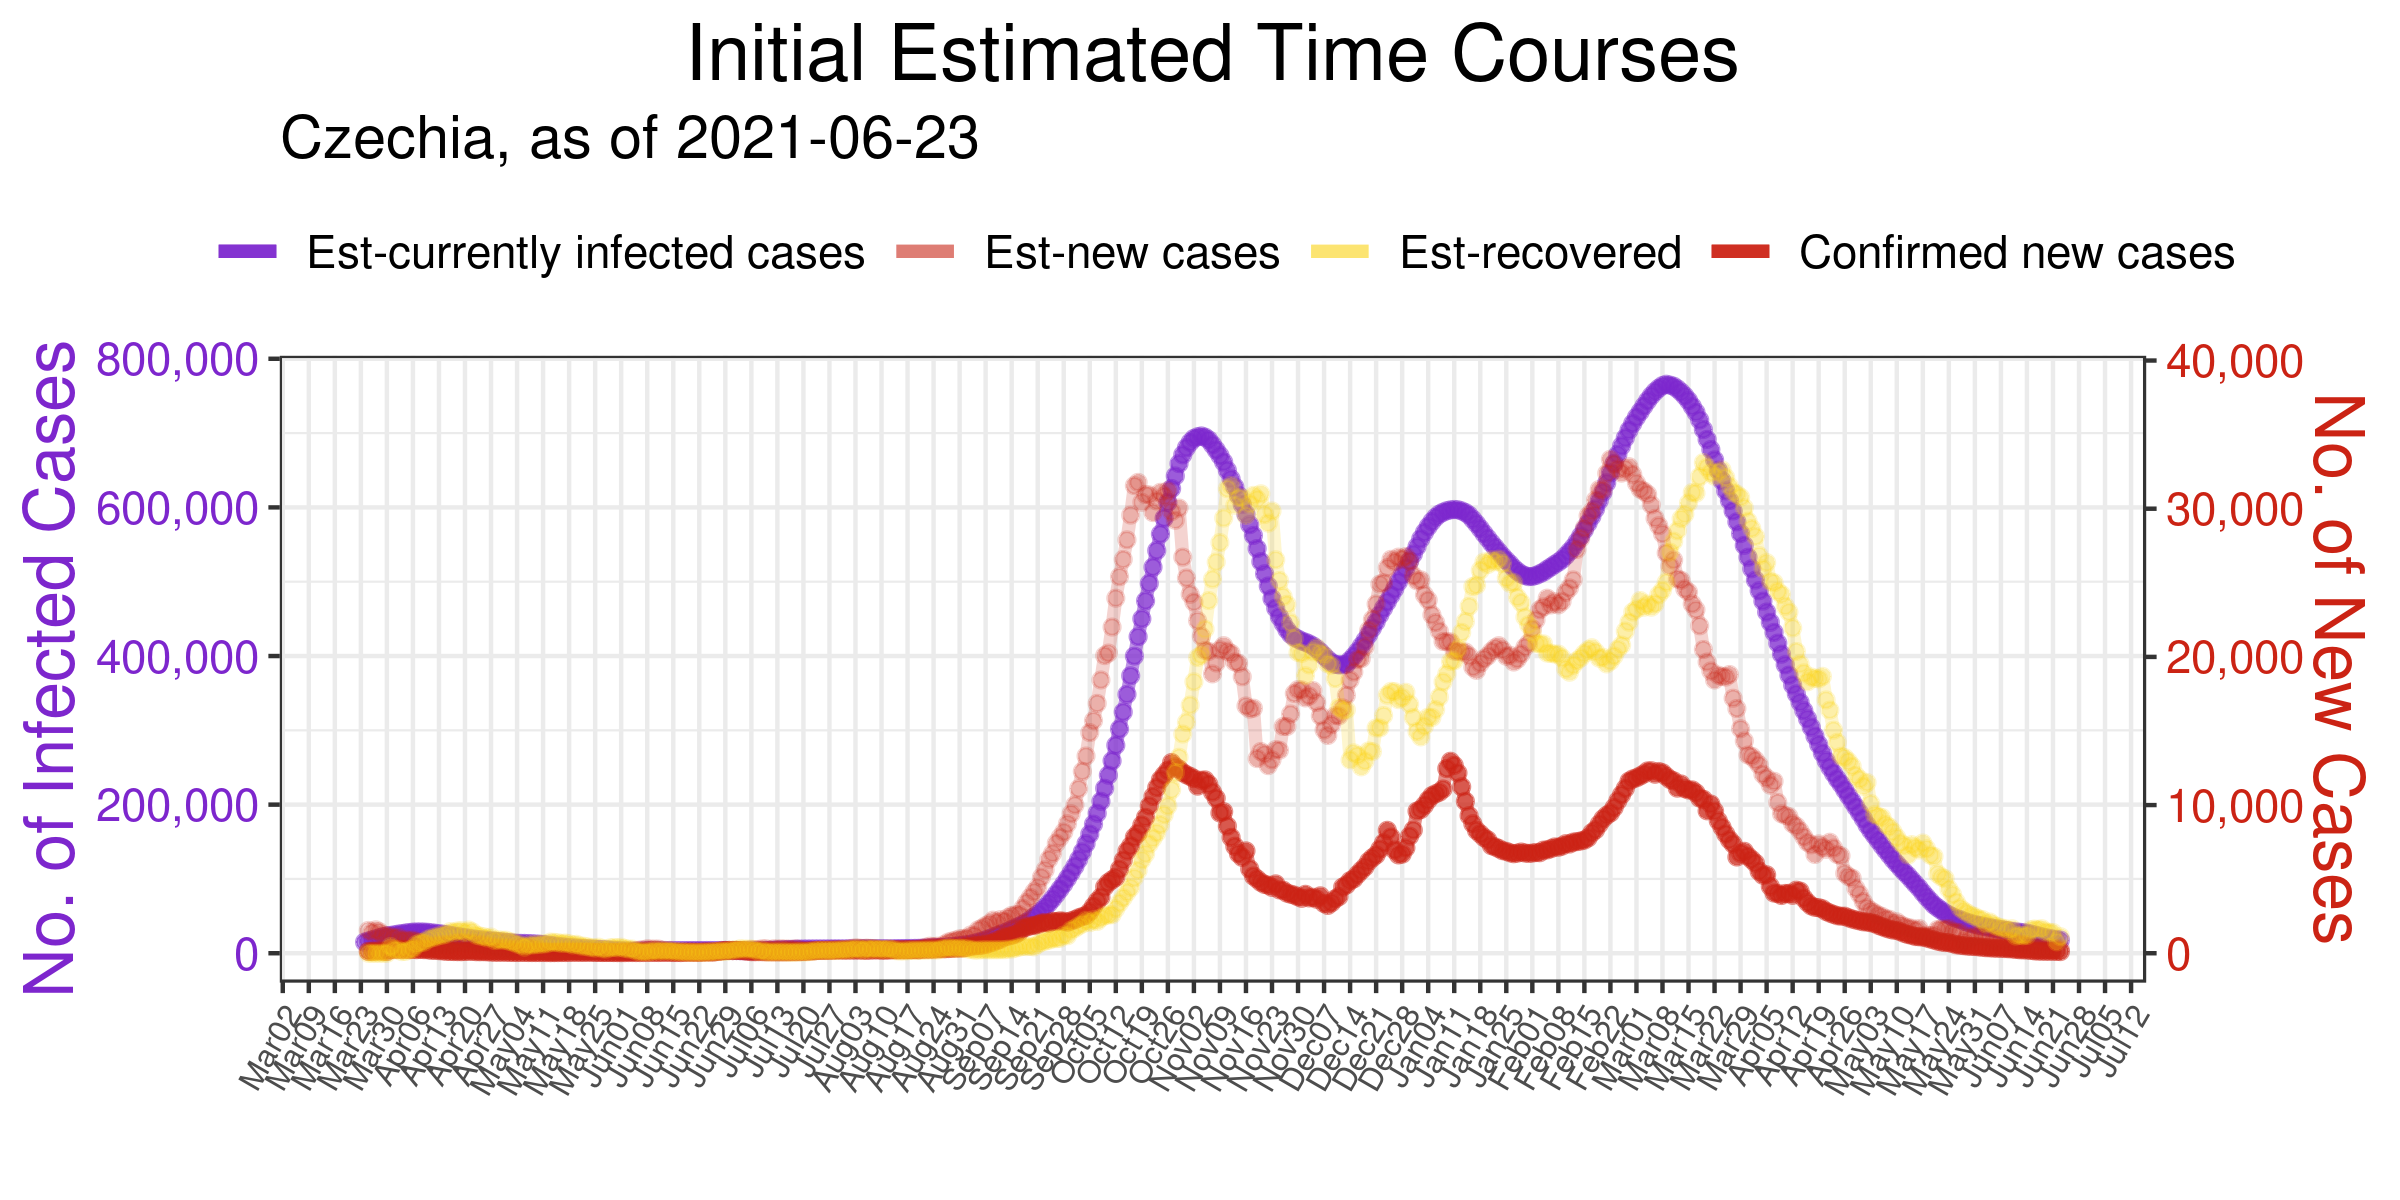 Initial Estimated Time Courses
Czechia, as of 2021-06-23
Est-currently infected cases
Est-new cases
Est-recovered
Confirmed new cases
No. of Infected Cases
800,000
600,000
400,000
200,000
0
40,000
30,000
20,000
10,000
0
No. of New Cases
Mar02
Mar09
Mar16
Mar23
Mar30
Apr06
Apr13
Apr20
Apr27
May04
May11
May18
May25
Jun01
Jun08
Jun15
Jun22
Jun29
Jul06
Jul13
Jul20
Jul27
Aug03
Aug10
Aug17
Aug24
Aug31
Sep07
Sep14
Sep21
Sep28
Oct05
Oct12
Oct19
Oct26
Nov02
Nov09
Nov16
Nov23
Nov30
Dec07
Dec14
Dec21
Dec28
Jan04
Jan11
Jan18
Jan25
Feb01
Feb08
Feb15
Feb22
Mar01
Mar08
Mar15
Mar22
Mar29
Apr05
Apr12
Apr19
Apr26
May03
May10
May17
May24
May31
Jun07
Jun14
Jun21
Jun28
Jul05
Jul12